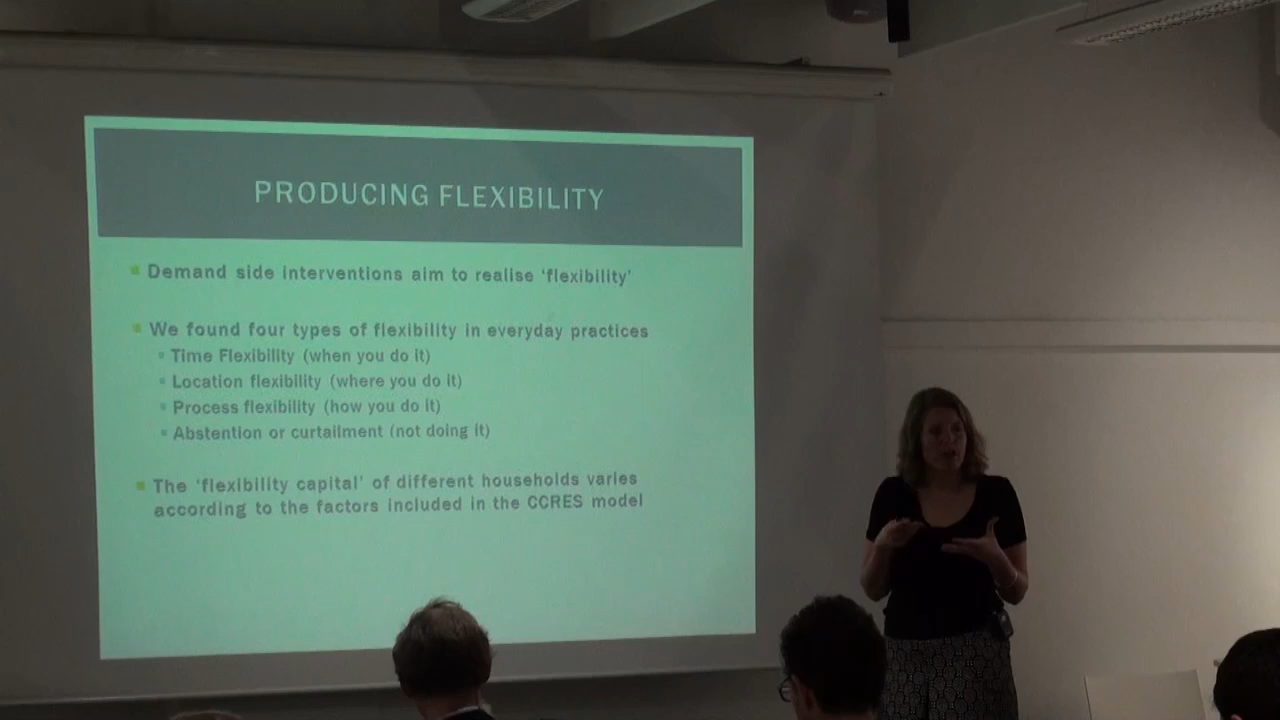 PRODUCING FLEXIBILITY
Demand side interventions aim to realise 'flexibility'
We found four types of flexibility in everyday practices
Time Flexibility (when you do it)
Location flexibility (where you do it)
Process flexibility (how you do it)
Abstention or curtailment (not doing it)
The 'flexibility capital' of different households varies
according to the factors included in the CCRES model